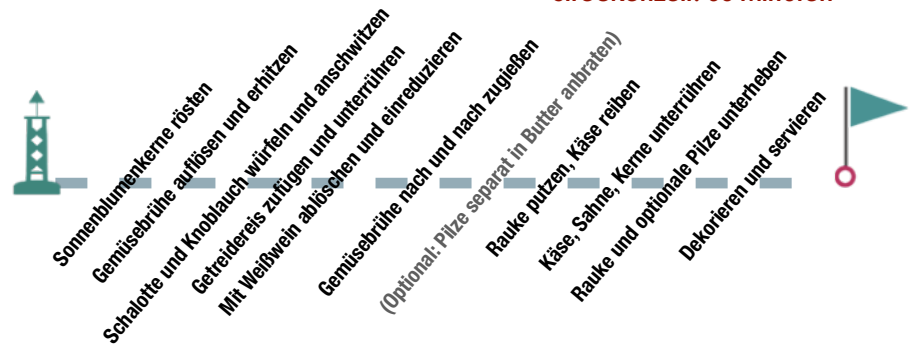 Sonnenblumenkerne rösten
Gemüsebrühe auflösen und erhitzen
Schalotte und Knoblauch würfeln und anschwitzen
Getreidereis zufügen und unterrühren
Mit Weißwein ablöschen und einreduzieren
Gemüsebrühe nach und nach zugießen
(Optional: Pilze separat in Butter anbraten)
Rauke putzen, Käse reiben
Käse, Sahne, Kerne unterrühren
Rauke und optionale Pilze unterheben
Dekorieren und servieren